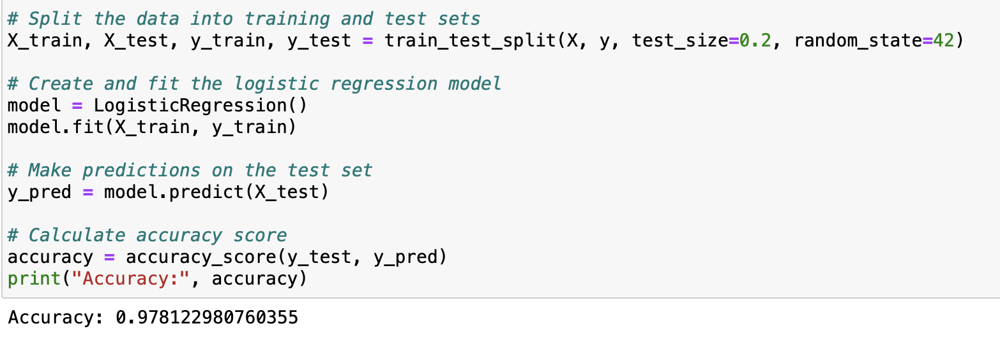 # Split the data into training and test sets
X_train, X_test, y_train, y_test = train_test_split(X, y, test_size=0.2, random_state=42)
# Create and fit the logistic regression model
model = LogisticRegression()
model.fit(X_train, y_train)
# Make predictions on the test set
y_pred = model.predict(X_test)
# Calculate accuracy score
accuracy = accuracy_score(y_test, y_pred)
print("Accuracy:", accuracy)
Accuracy: 0.978122980760355